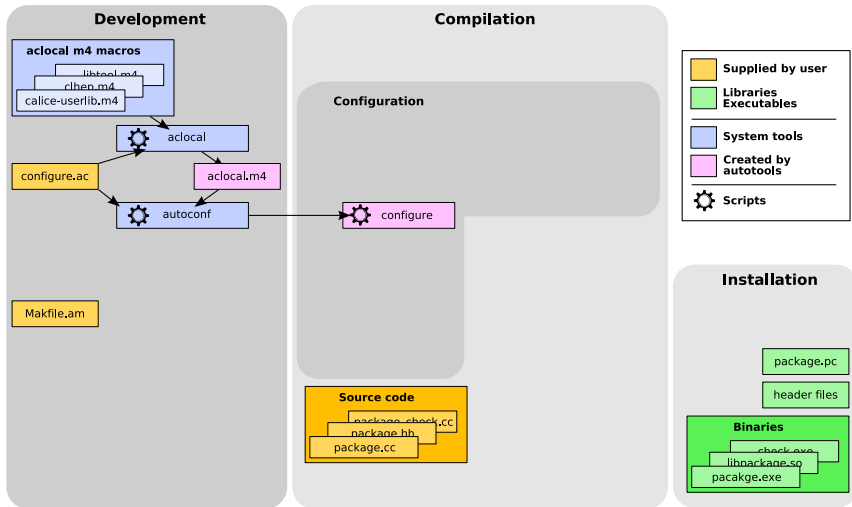 Development
aclocal m4 macros
libtool.m4
clhep.m4
calice-userlib.m4
aclocal
configure.ac
aclocal.m4
autoconf
Makfile.am
Compilation
Configuration
configure
Source code
package_check.cc
package.hh
package.cc
Supplied by user
Libraries
Executables
System tools
Created by
autotools
Scripts
Installation
package.pc
header files
Binaries
check.exe
libpackage.so
pacakge.exe